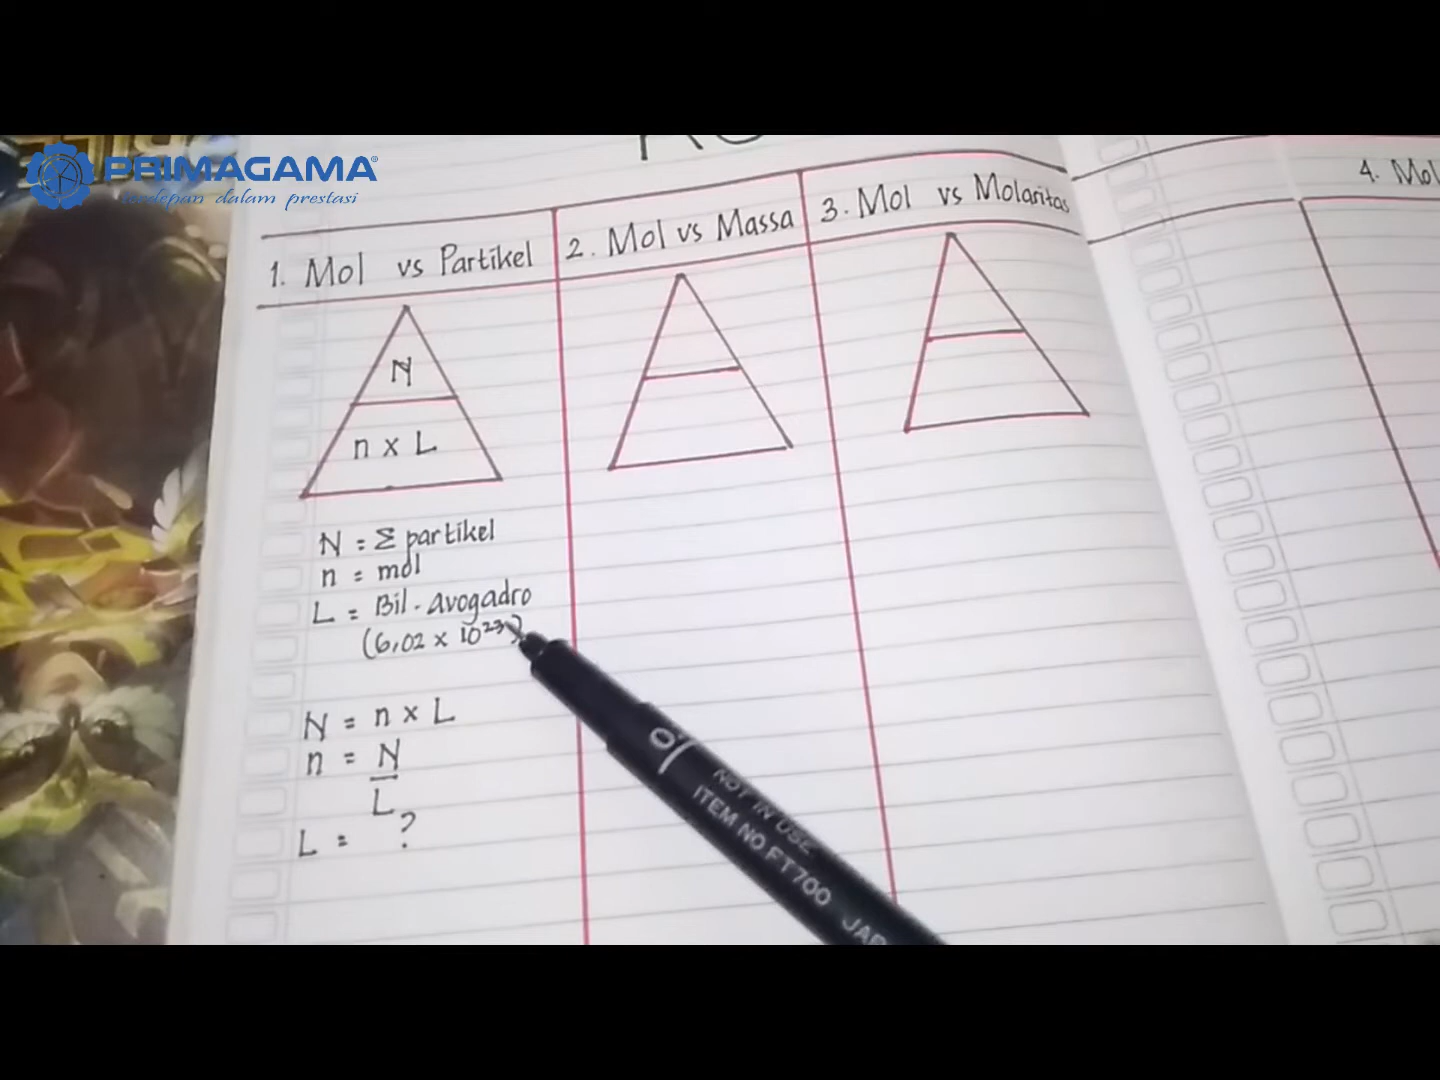 PRIMAGAMA®
terdepan dalam prestasi
1. Mol vs Partikel
N
n x L
N = Σ partikel
n = mol
L = Bil. avogadro
(6,02 x 10²³)
N = n x L
n = N
L
L = ?
2. Mol vs Massa
3. Mol vs Molaritas
4. Mol
NOT IN USE
ITEM NO.FT700 JAP